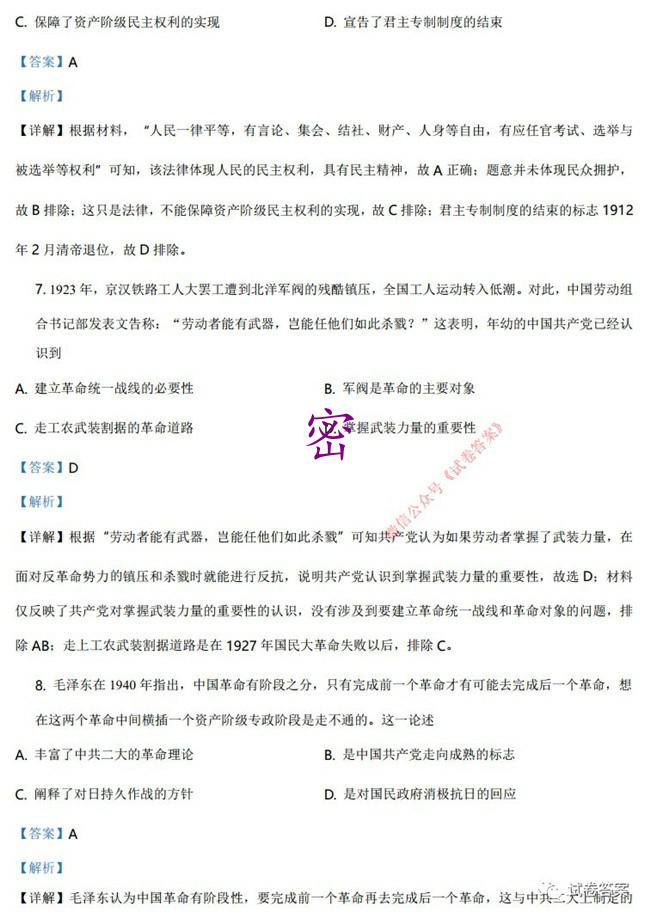 C. 保障了资产阶级民主权利的实现 D. 宣告了君主专制制度的结束
【答案】A
【解析】
【详解】根据材料，“人民一律平等，有言论、集会、结社、财产、人身等自由，有应任官考试、选举与
被选举等权利”可知，该法律体现人民的民主权利，具有民主精神，故A正确；题意并未体现民众拥护，
故B排除；这只是法律，不能保障资产阶级民主权利的实现，故C排除；君主专制制度的结束的标志1912
年2月清帝退位，故D排除。
7. 1923年，京汉铁路工人大罢工遭到北洋军阀的残酷镇压，全国工人运动转入低潮。对此，中国劳动组
合书记部发表文告称：“劳动者能有武器，岂能任他们如此杀戮？”这表明，年幼的中国共产党已经认
识到
A. 建立革命统一战线的必要性 B. 军阀是革命的主要对象
C. 走工农武装割据的革命道路 D. 掌握武装力量的重要性
密
微信公众号《试卷答案》
【答案】D
【解析】
【详解】根据“劳动者能有武器，岂能任他们如此杀戮”可知共产党认为如果劳动者掌握了武装力量，在
面对反革命势力的镇压和杀戮时就能进行反抗，说明共产党认识到掌握武装力量的重要性，故选D；材料
仅反映了共产党对掌握武装力量的重要性的认识，没有涉及到要建立革命统一战线和革命对象的问题，排
除AB；走上工农武装割据道路是在1927年国民大革命失败以后，排除C。
8. 毛泽东在1940年指出，中国革命有阶段之分，只有完成前一个革命才有可能去完成后一个革命，想
在这两个革命中间横插一个资产阶级专政阶段是走不通的。这一论述
A. 丰富了中共二大的革命理论 B. 是中国共产党走向成熟的标志
C. 阐释了对日持久作战的方针 D. 是对国民政府消极抗日的回应
【答案】A
【解析】
【详解】毛泽东认为中国革命有阶段性，要完成前一个革命再去完成后一个革命，这与中共二大上制定的
试卷答案